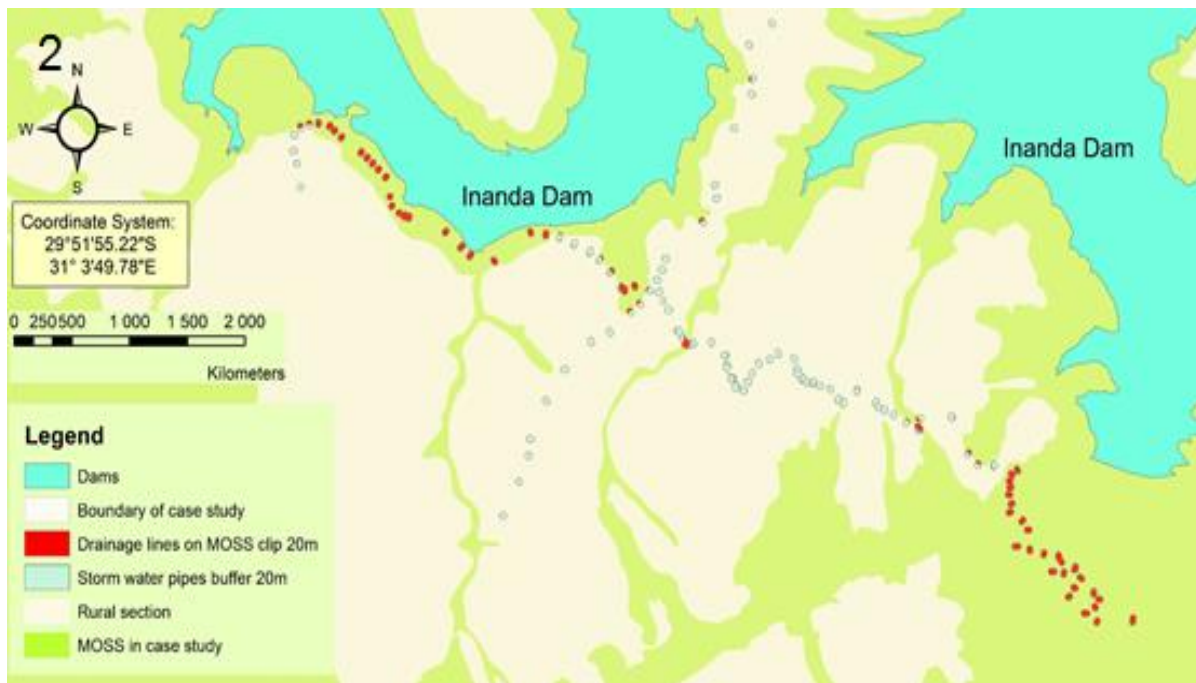 2
N
W E
S
Inanda Dam
Inanda Dam
Coordinate System:
29°51'55.22"S
31° 3'49.78"E
0 250500 1 000 1 500 2 000
Kilometers
Legend
Dams
Boundary of case study
Drainage lines on MOSS clip 20m
Storm water pipes buffer 20m
Rural section
MOSS in case study